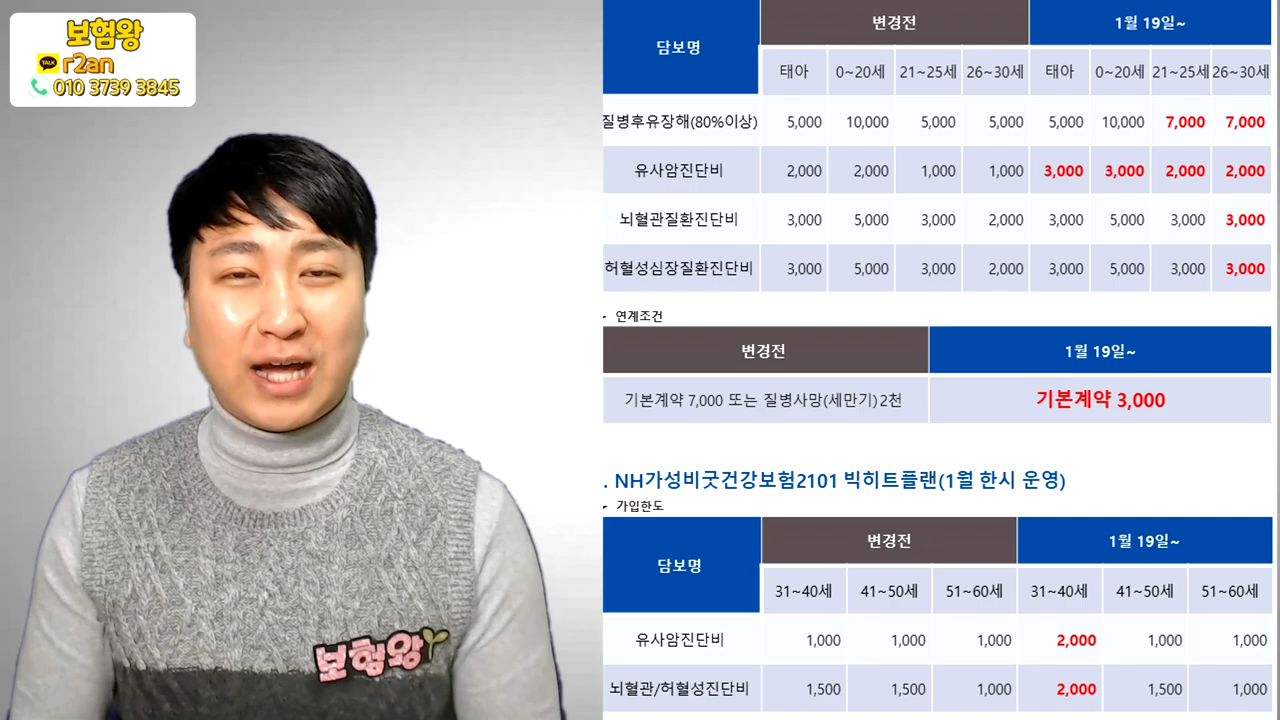 보험왕
TALK r2an
010 3739 3845
담보명 변경전 1월 19일~
태아 0~20세 21~25세 26~30세 태아 0~20세 21~25세 26~30세
질병후유장해(80%이상) 5,000 10,000 5,000 5,000 5,000 10,000 7,000 7,000
유사암진단비 2,000 2,000 1,000 1,000 3,000 3,000 2,000 2,000
뇌혈관질환진단비 3,000 5,000 3,000 2,000 3,000 5,000 3,000 3,000
허혈성심장질환진단비 3,000 5,000 3,000 2,000 3,000 5,000 3,000 3,000
연계조건
변경전 1월 19일~
기본계약 7,000 또는 질병사망(세만기)2천 기본계약 3,000
. NH가성비굿건강보험2101 빅히트플랜(1월 한시 운영)
가입한도
담보명 변경전 1월 19일~
31~40세 41~50세 51~60세 31~40세 41~50세 51~60세
유사암진단비 1,000 1,000 1,000 2,000 1,000 1,000
뇌혈관/허혈성진단비 1,500 1,500 1,000 2,000 1,500 1,000
보험왕